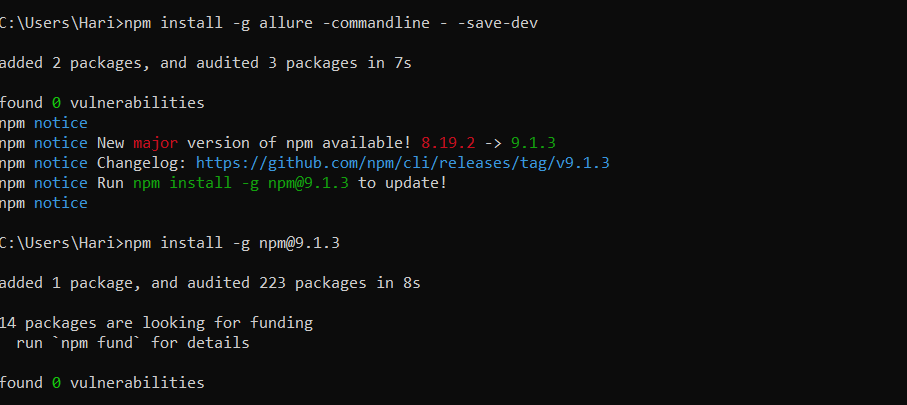 C:\Users\Hari>npm install -g allure -commandline - -save-dev
added 2 packages, and audited 3 packages in 7s
found 0 vulnerabilities
npm notice
npm notice New major version of npm available! 8.19.2 -> 9.1.3
npm notice Changelog: https://github.com/npm/cli/releases/tag/v9.1.3
npm notice Run npm install -g npm@9.1.3 to update!
npm notice
C:\Users\Hari>npm install -g npm@9.1.3
added 1 package, and audited 223 packages in 8s
14 packages are looking for funding
run `npm fund` for details
found 0 vulnerabilities